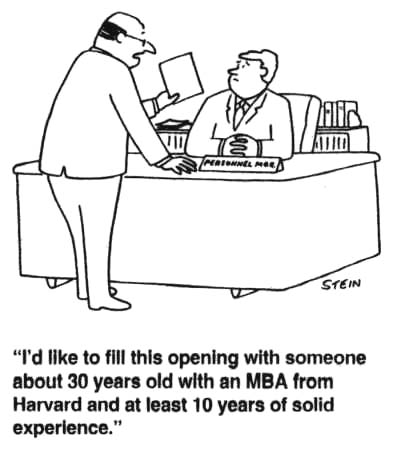 PERSONNEL MGR.
STEIN
"I'd like to fill this opening with someone
about 30 years old with an MBA from
Harvard and at least 10 years of solid
experience."